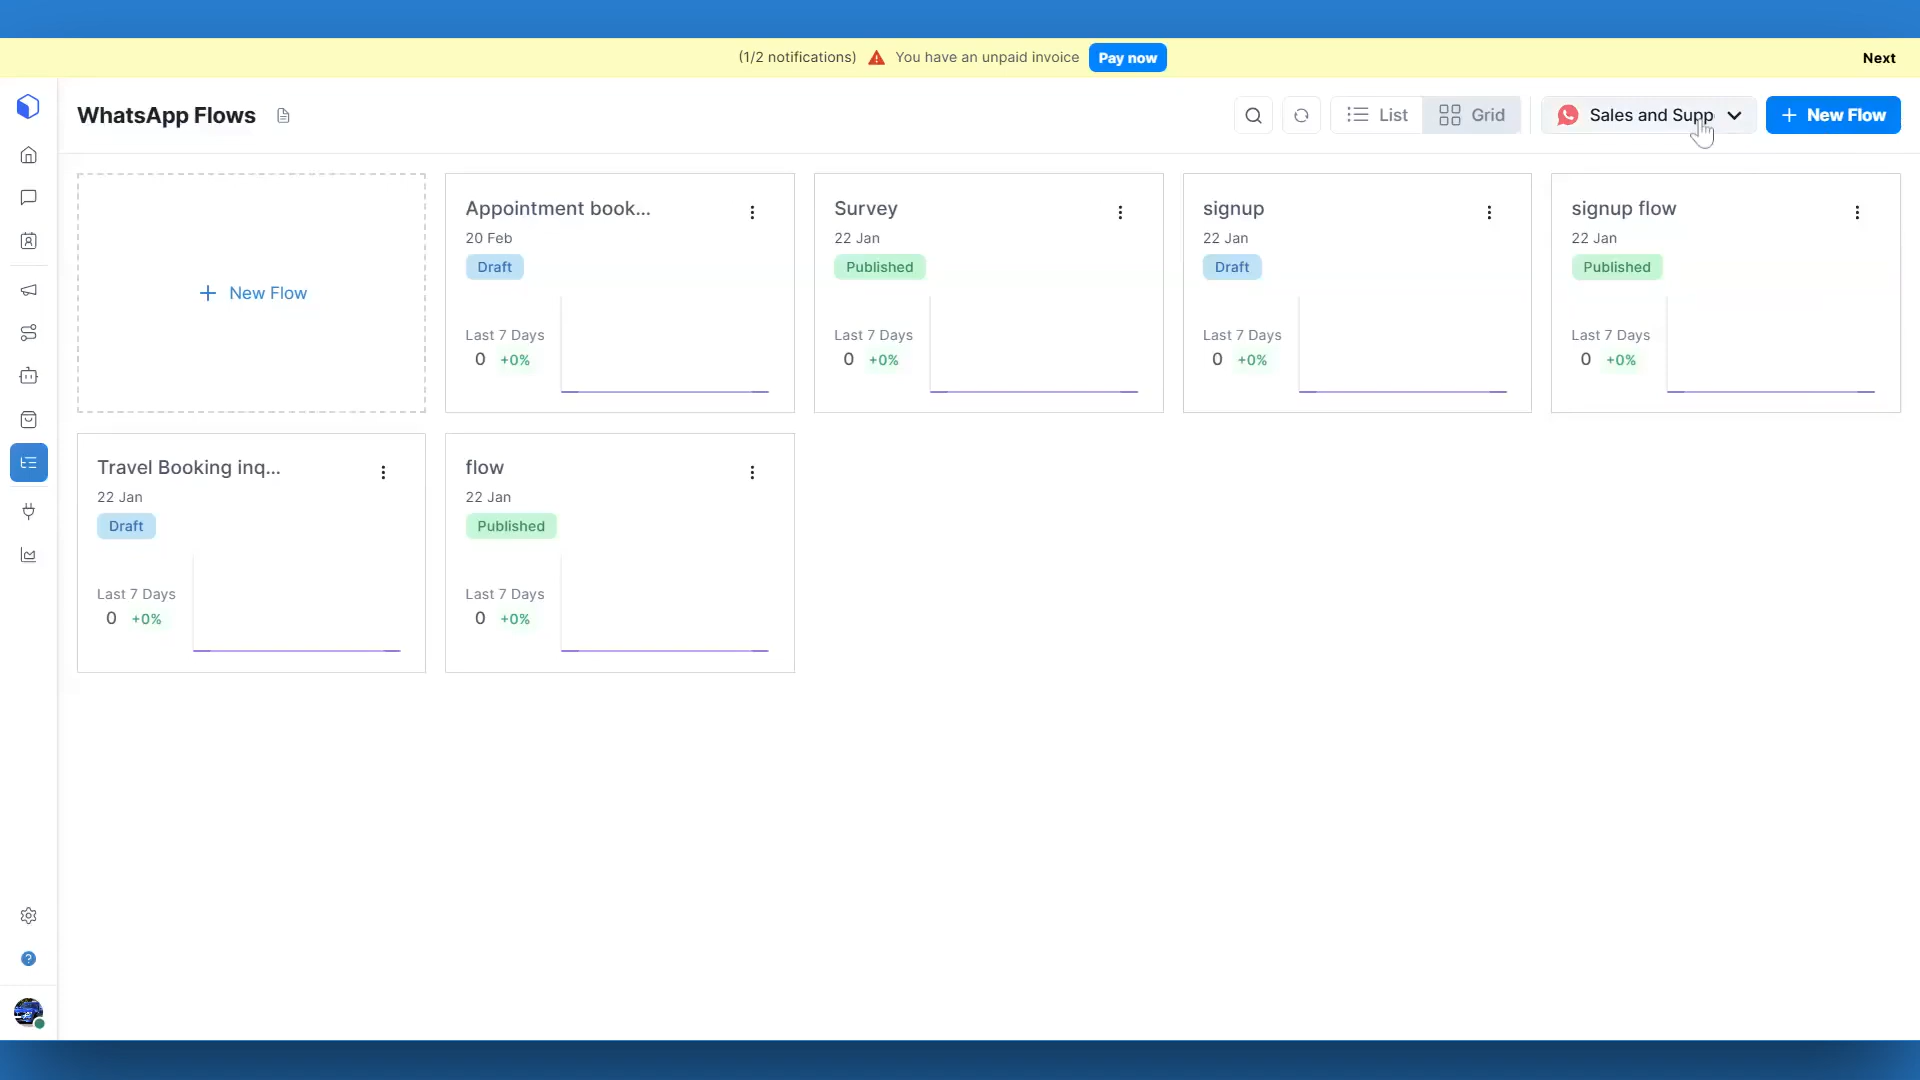 (1/2 notifications) You have an unpaid invoice Pay now Next
WhatsApp Flows
List Grid Sales and Supp + New Flow
+ New Flow
Appointment book...
20 Feb
Draft
Last 7 Days
0 +0%
Survey
22 Jan
Published
Last 7 Days
0 +0%
signup
22 Jan
Draft
Last 7 Days
0 +0%
signup flow
22 Jan
Published
Last 7 Days
0 +0%
Travel Booking inq...
22 Jan
Draft
Last 7 Days
0 +0%
flow
22 Jan
Published
Last 7 Days
0 +0%